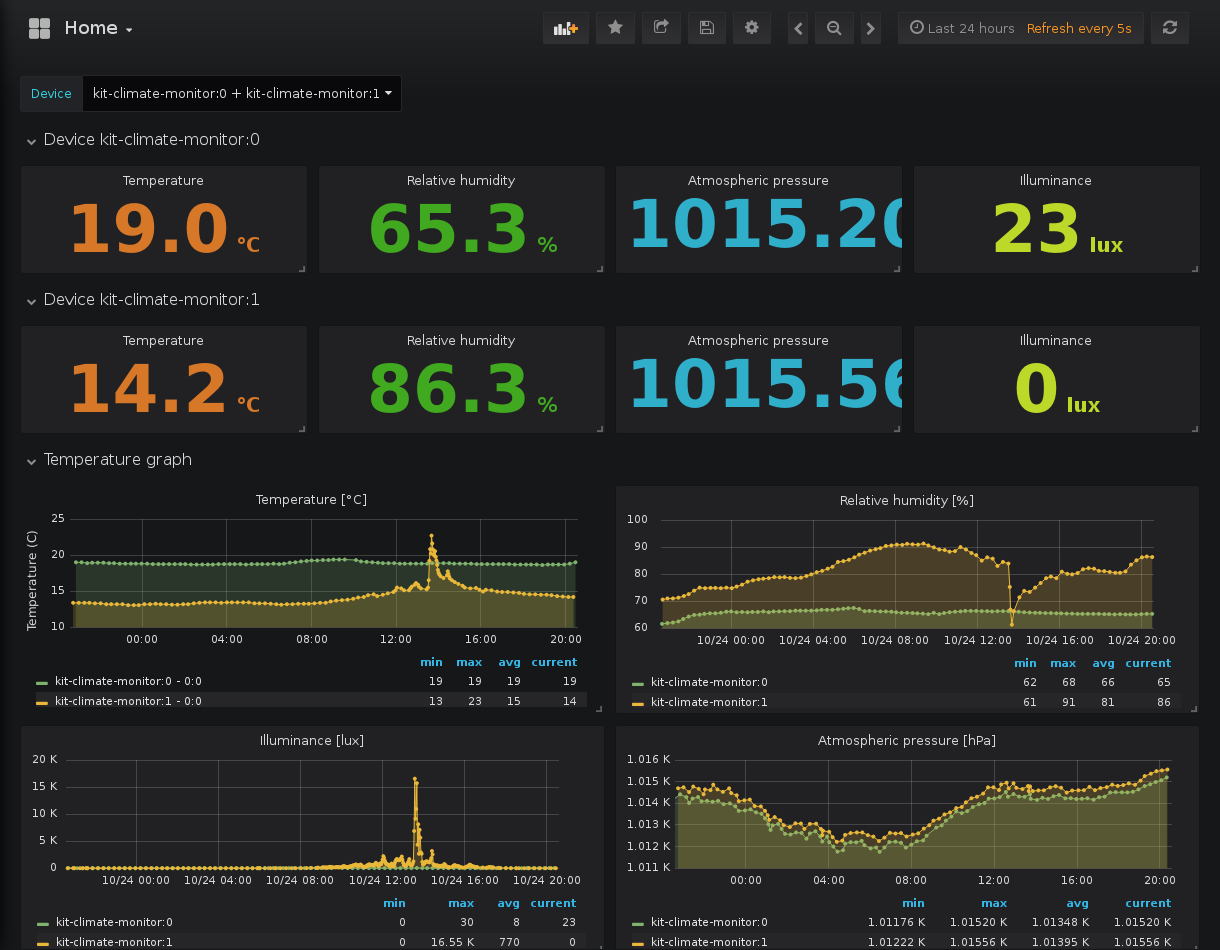 Home
Last 24 hours Refresh every 5s
Device kit-climate-monitor:0 + kit-climate-monitor:1
Device kit-climate-monitor:0
Temperature Relative humidity Atmospheric pressure Illuminance
19.0 °C 65.3 % 1015.20 23 lux
Device kit-climate-monitor:1
Temperature Relative humidity Atmospheric pressure Illuminance
14.2 °C 86.3 % 1015.56 0 lux
Temperature graph
Temperature [°C]
Temperature (C)
25
20
15
10
00:00 04:00 08:00 12:00 16:00 20:00
min max avg current
kit-climate-monitor:0 - 0:0 19 19 19 19
kit-climate-monitor:1 - 0:0 13 23 15 14
Relative humidity [%]
100
90
80
70
60
10/24 00:00 10/24 04:00 10/24 08:00 10/24 12:00 10/24 16:00 10/24 20:00
min max avg current
kit-climate-monitor:0 62 68 66 65
kit-climate-monitor:1 61 91 81 86
Illuminance [lux]
20 K
15 K
10 K
5 K
0
10/24 00:00 10/24 04:00 10/24 08:00 10/24 12:00 10/24 16:00 10/24 20:00
min max avg current
kit-climate-monitor:0 0 30 8 23
kit-climate-monitor:1 0 16.55 K 770 0
Atmospheric pressure [hPa]
1.016 K
1.015 K
1.014 K
1.013 K
1.012 K
1.011 K
00:00 04:00 08:00 12:00 16:00 20:00
min max avg current
kit-climate-monitor:0 1.01176 K 1.01520 K 1.01348 K 1.01520 K
kit-climate-monitor:1 1.01222 K 1.01556 K 1.01395 K 1.01556 K